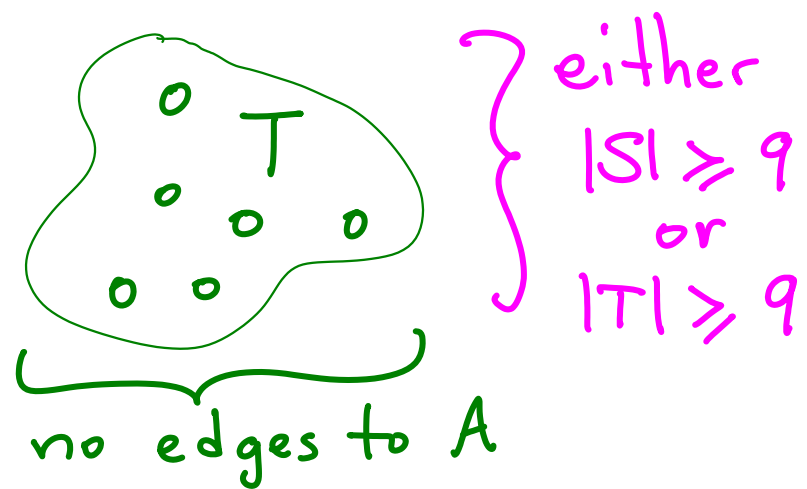 T
no edges to A
either
|S| ⩾ 9
or
|T| ⩾ 9